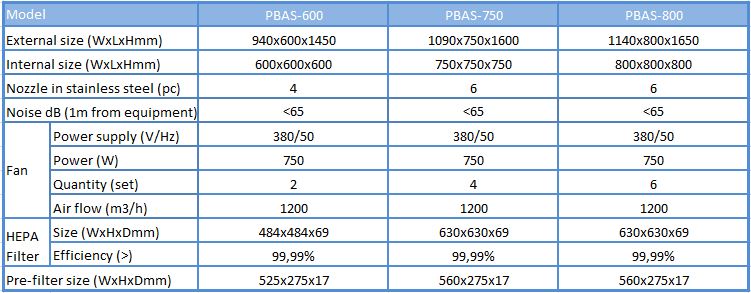 Model PBAS-600 PBAS-750 PBAS-800
External size (WxLxHmm) 940x600x1450 1090x750x1600 1140x800x1650
Internal size (WxLxHmm) 600x600x600 750x750x750 800x800x800
Nozzle in stainless steel (pc) 4 6 6
Noise dB (1m from equipment) <65 <65 <65
Fan Power supply (V/Hz) 380/50 380/50 380/50
Power (W) 750 750 750
Quantity (set) 2 4 6
Air flow (m3/h) 1200 1200 1200
HEPA Filter Size (WxHxDmm) 484x484x69 630x630x69 630x630x69
Efficiency (>) 99,99% 99,99% 99,99%
Pre-filter size (WxHxDmm) 525x275x17 560x275x17 560x275x17